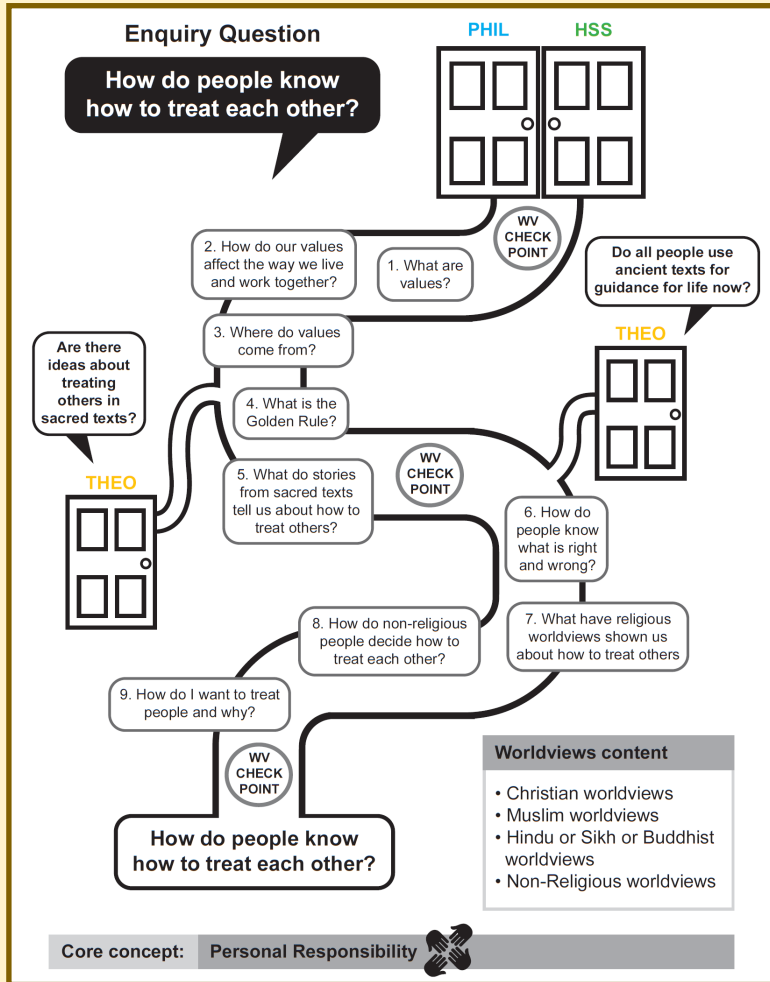 Enquiry Question
How do people know
how to treat each other?
PHIL
HSS
WV
CHECK
POINT
2. How do our values
affect the way we live
and work together?
1. What are
values?
Do all people use
ancient texts for
guidance for life now?
3. Where do values
come from?
THEO
Are there
ideas about
treating
others in
sacred texts?
4. What is the
Golden Rule?
WV
CHECK
POINT
THEO
5. What do stories
from sacred texts
tell us about how to
treat others?
6. How do
people know
what is right
and wrong?
8. How do non-religious
people decide how to
treat each other?
7. What have religious
worldviews shown us
about how to treat others
9. How do I want to treat
people and why?
WV
CHECK
POINT
How do people know
how to treat each other?
Worldviews content
• Christian worldviews
• Muslim worldviews
• Hindu or Sikh or Buddhist
worldviews
• Non-Religious worldviews
Core concept: Personal Responsibility